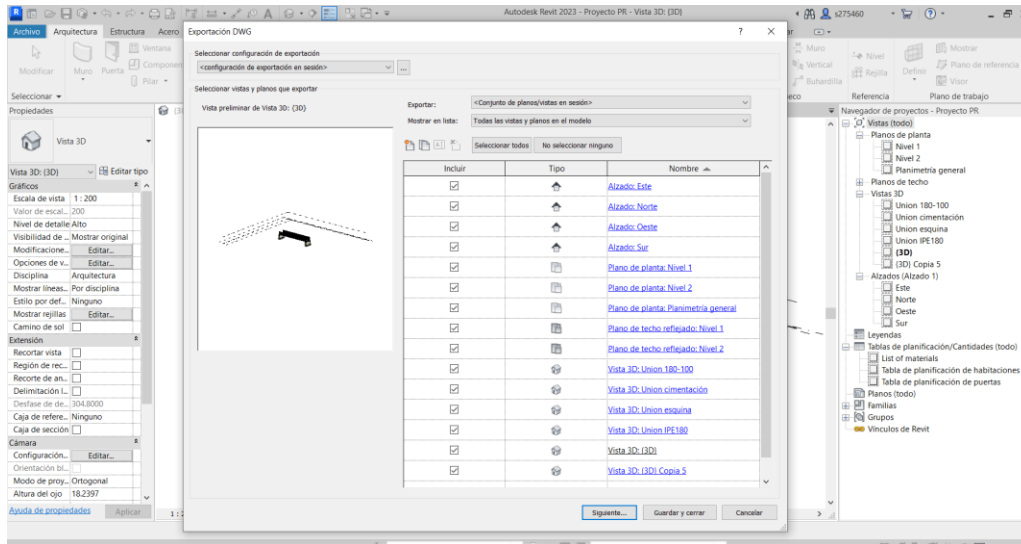 Autodesk Revit 2023 - Proyecto PR - Vista 3D: {3D}
s275460
Archivo Arquitectura Estructura Acero
Modificar
Muro
Puerta
Ventana
Pilar
Seleccionar
Propiedades
Vista 3D
Vista 3D: {3D}
Editar tipo
Gráficos
Escala de vista 1 : 200
Valor de escal... 200
Nivel de detalle Alto
Visibilidad de ... Mostrar original
Modificacione... Editar...
Opciones de v... Editar...
Disciplina Arquitectura
Mostrar líneas... Por disciplina
Estilo por def... Ninguno
Mostrar rejillas Editar...
Camino de sol
Extensión
Recortar vista
Región de rec...
Recorte de an...
Delimitación l...
Desfase de de... 304.8000
Caja de refere... Ninguno
Caja de sección
Cámara
Configuración... Editar...
Orientación bl...
Modo de proy... Ortogonal
Altura del ojo 18.2397
Ayuda de propiedades
Aplicar
Exportación DWG
?
Seleccionar configuración de exportación
<configuración de exportación en sesión>
...
Seleccionar vistas y planos que exportar
Vista preliminar de Vista 3D: {3D}
Exportar: <Conjunto de planos/vistas en sesión>
Mostrar en lista: Todas las vistas y planos en el modelo
Seleccionar todos
No seleccionar ninguno
Incluir Tipo Nombre
Alzado: Este
Alzado: Norte
Alzado: Oeste
Alzado: Sur
Plano de planta: Nivel 1
Plano de planta: Nivel 2
Plano de planta: Planimetría general
Plano de techo reflejado: Nivel 1
Plano de techo reflejado: Nivel 2
Vista 3D: Union 180-100
Vista 3D: Union cimentación
Vista 3D: Union esquina
Vista 3D: Union IPE180
Vista 3D: {3D}
Vista 3D: {3D} Copia 5
Siguiente... Guardar y cerrar Cancelar
Muro
Vertical
Buhardilla
Nivel
Rejilla
Definir
Mostrar
Plano de referencia
Visor
Referencia
Plano de trabajo
Navegador de proyectos - Proyecto PR
Vistas (todo)
Planos de planta
Nivel 1
Nivel 2
Planimetría general
Planos de techo
Vistas 3D
Union 180-100
Union cimentación
Union esquina
Union IPE180
{3D}
{3D} Copia 5
Alzados (Alzado 1)
Este
Norte
Oeste
Sur
Leyendas
Tablas de planificación/Cantidades (todo)
List of materials
Tabla de planificación de habitaciones
Tabla de planificación de puertas
Planos (todo)
Familias
Grupos
Vínculos de Revit